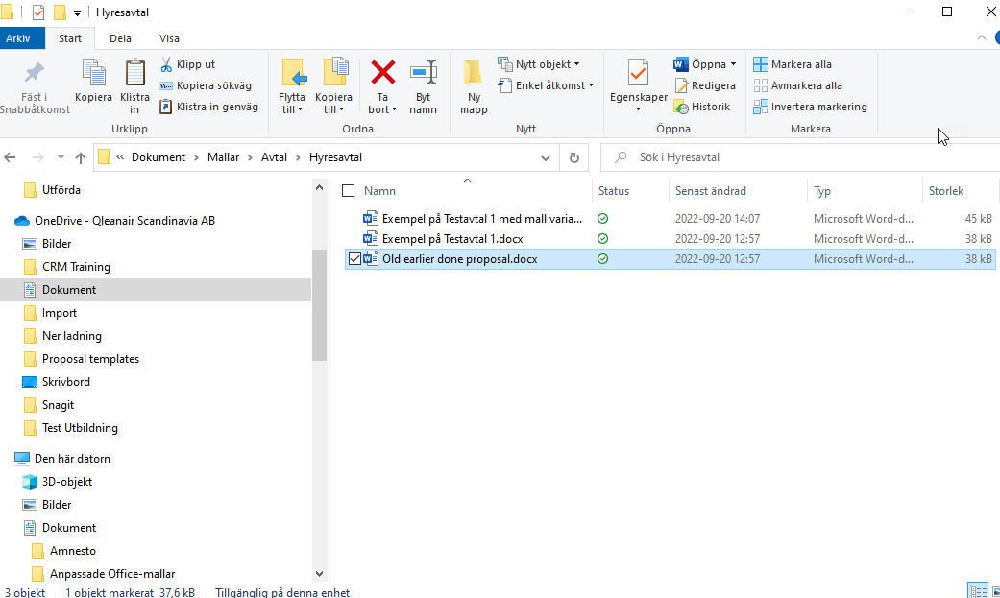 Hyresavtal
Arkiv Start Dela Visa
Fäst i Snabbåtkomst
Kopiera
Klistra in
Klipp ut
Kopiera sökväg
Klistra in genväg
Urklipp
Flytta till
Kopiera till
Ta bort
Byt namn
Ordna
Ny mapp
Nytt objekt
Enkel åtkomst
Nytt
Egenskaper
Öppna
Redigera
Historik
Öppna
Markera alla
Avmarkera alla
Invertera markering
Markera
« Dokument > Mallar > Avtal > Hyresavtal
Sök i Hyresavtal
Utförda
OneDrive - Qleanair Scandinavia AB
Bilder
CRM Training
Dokument
Import
Ner ladning
Proposal templates
Skrivbord
Snagit
Test Utbildning
Den här datorn
3D-objekt
Bilder
Dokument
Amnesto
Anpassade Office-mallar
Namn Status Senast ändrad Typ Storlek
Exempel på Testavtal 1 med mall varia... 2022-09-20 14:07 Microsoft Word-d... 45 kB
Exempel på Testavtal 1.docx 2022-09-20 12:57 Microsoft Word-d... 38 kB
Old earlier done proposal.docx 2022-09-20 12:57 Microsoft Word-d... 38 kB
3 objekt 1 objekt markerat 37,6 kB Tillgänglig på denna enhet